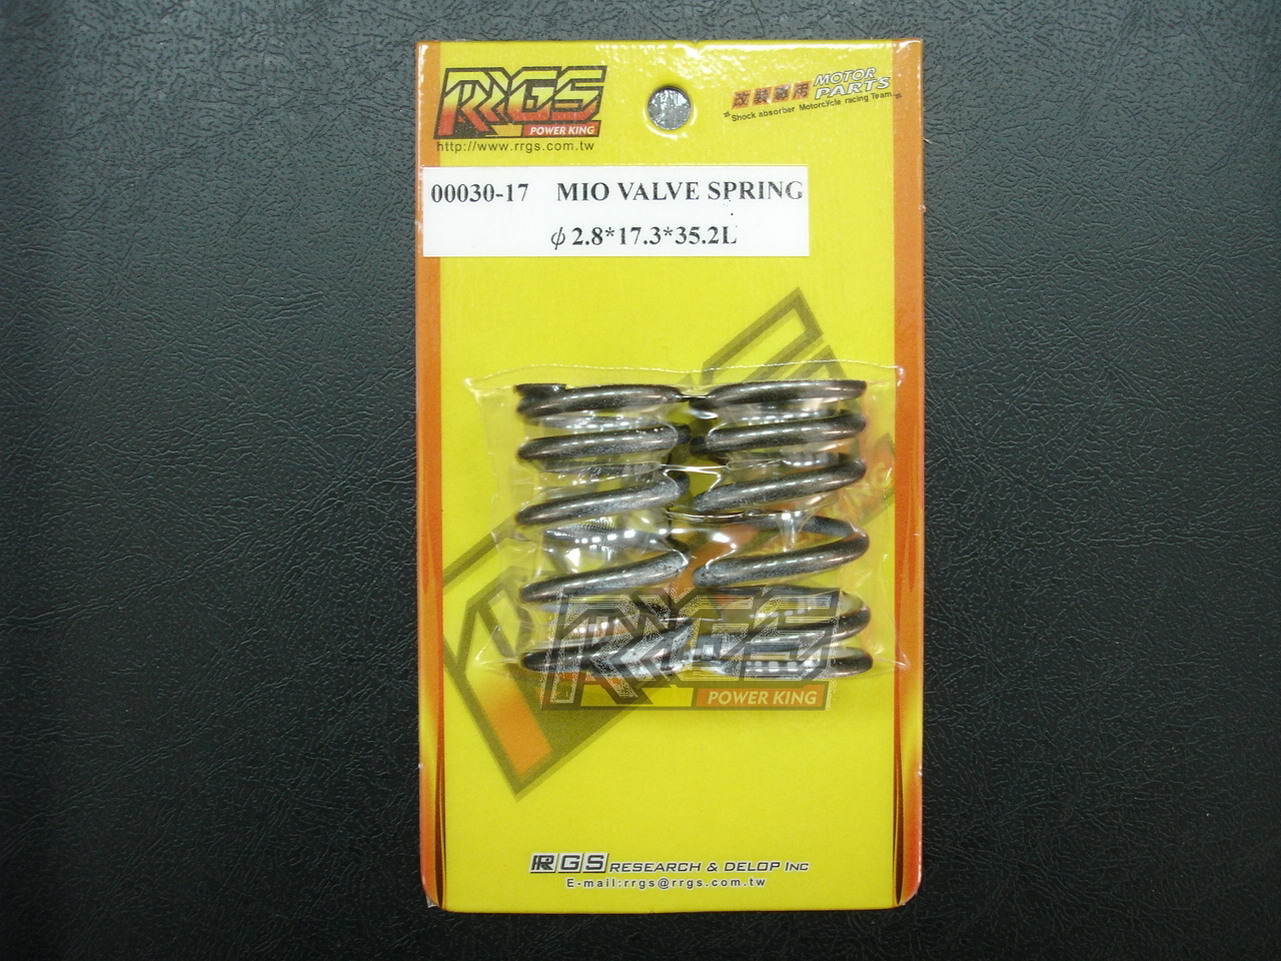 RRGS
POWER KING
http://www.rrgs.com.tw
改裝專用 MOTOR PARTS
Shock absorber Motorcycle racing Team
00030-17 MIO VALVE SPRING
φ2.8*17.3*35.2L
RRGS
POWER KING
RRGS RESEARCH & DELOP INC
E-mail:rrgs@rrgs.com.tw